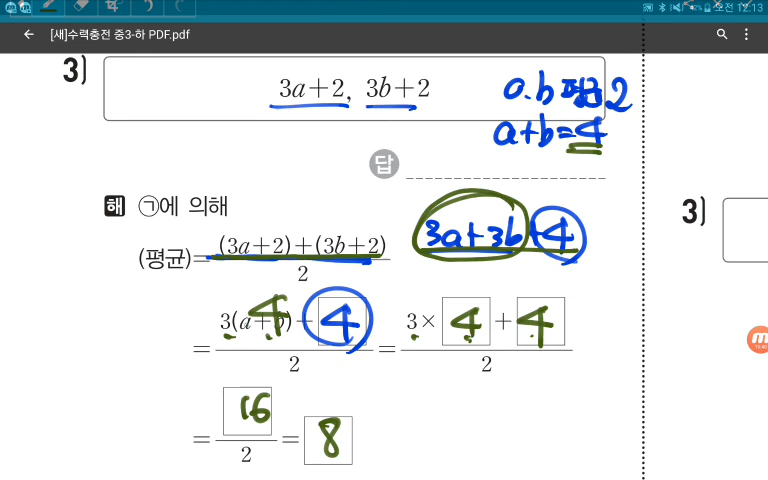 오전 12:13
[새]수력충전 중3-하 PDF.pdf
3)
3a+2, 3b+2
a.b 평균 2
a+b=4
답
해 ㉠에 의해
3a+3b+4
(평균)=(3a+2)+(3b+2)/2
=3(a+b)+4/2=3×4+4/2
4
=16/2=8
3)